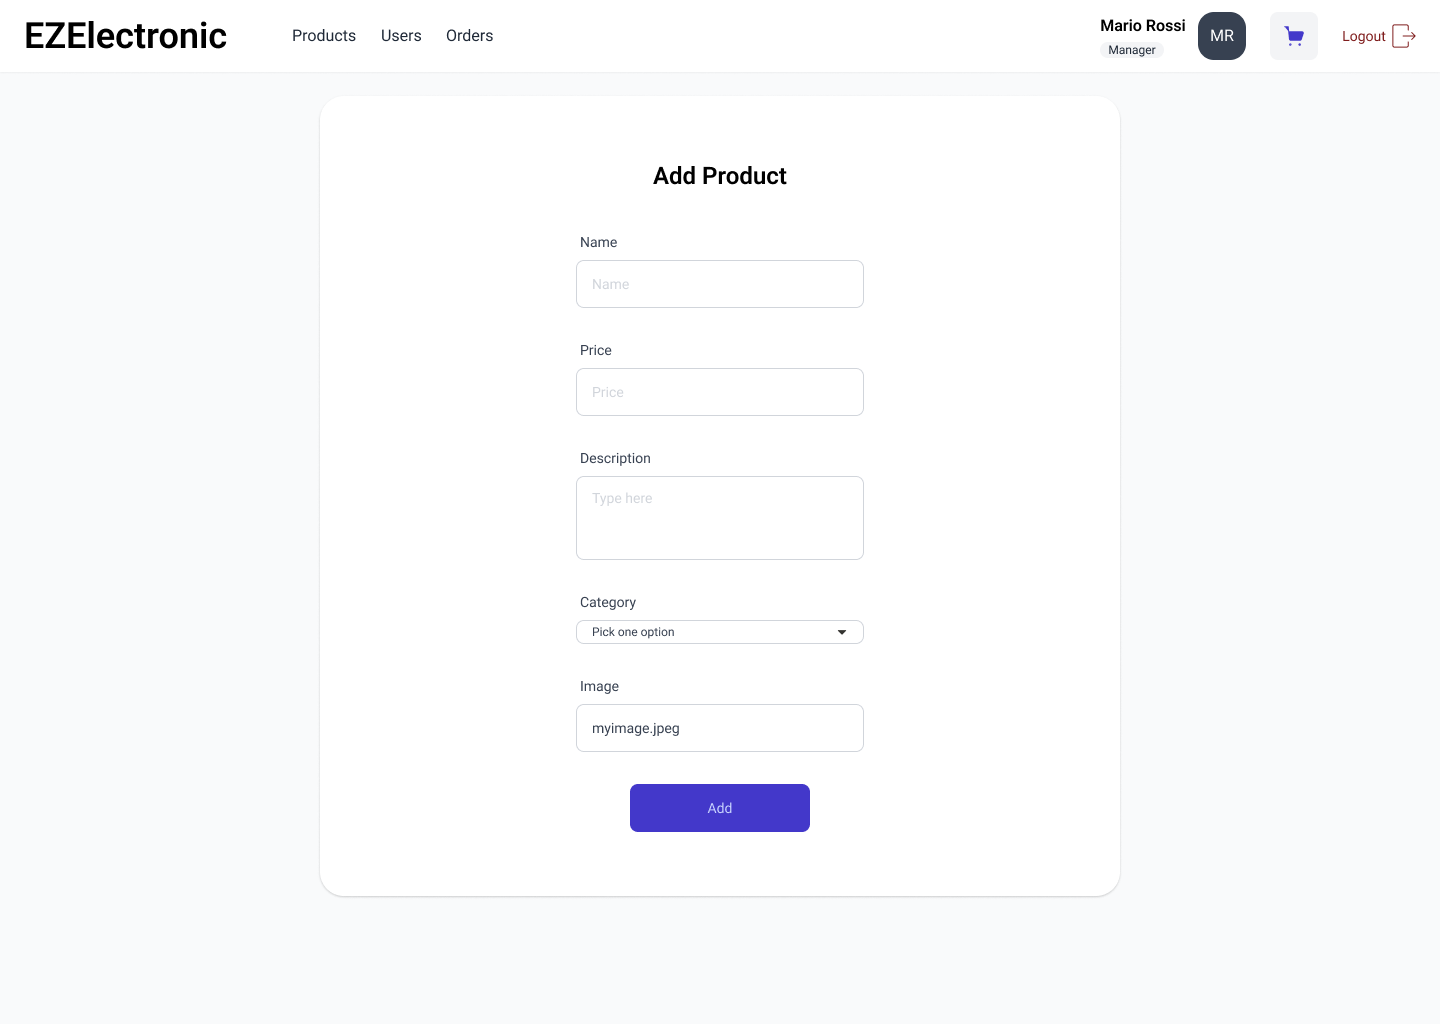 EZElectronic
Products Users Orders
Mario Rossi
Manager
MR
Logout
Add Product
Name
Name
Price
Price
Description
Type here
Category
Pick one option
Image
myimage.jpeg
Add